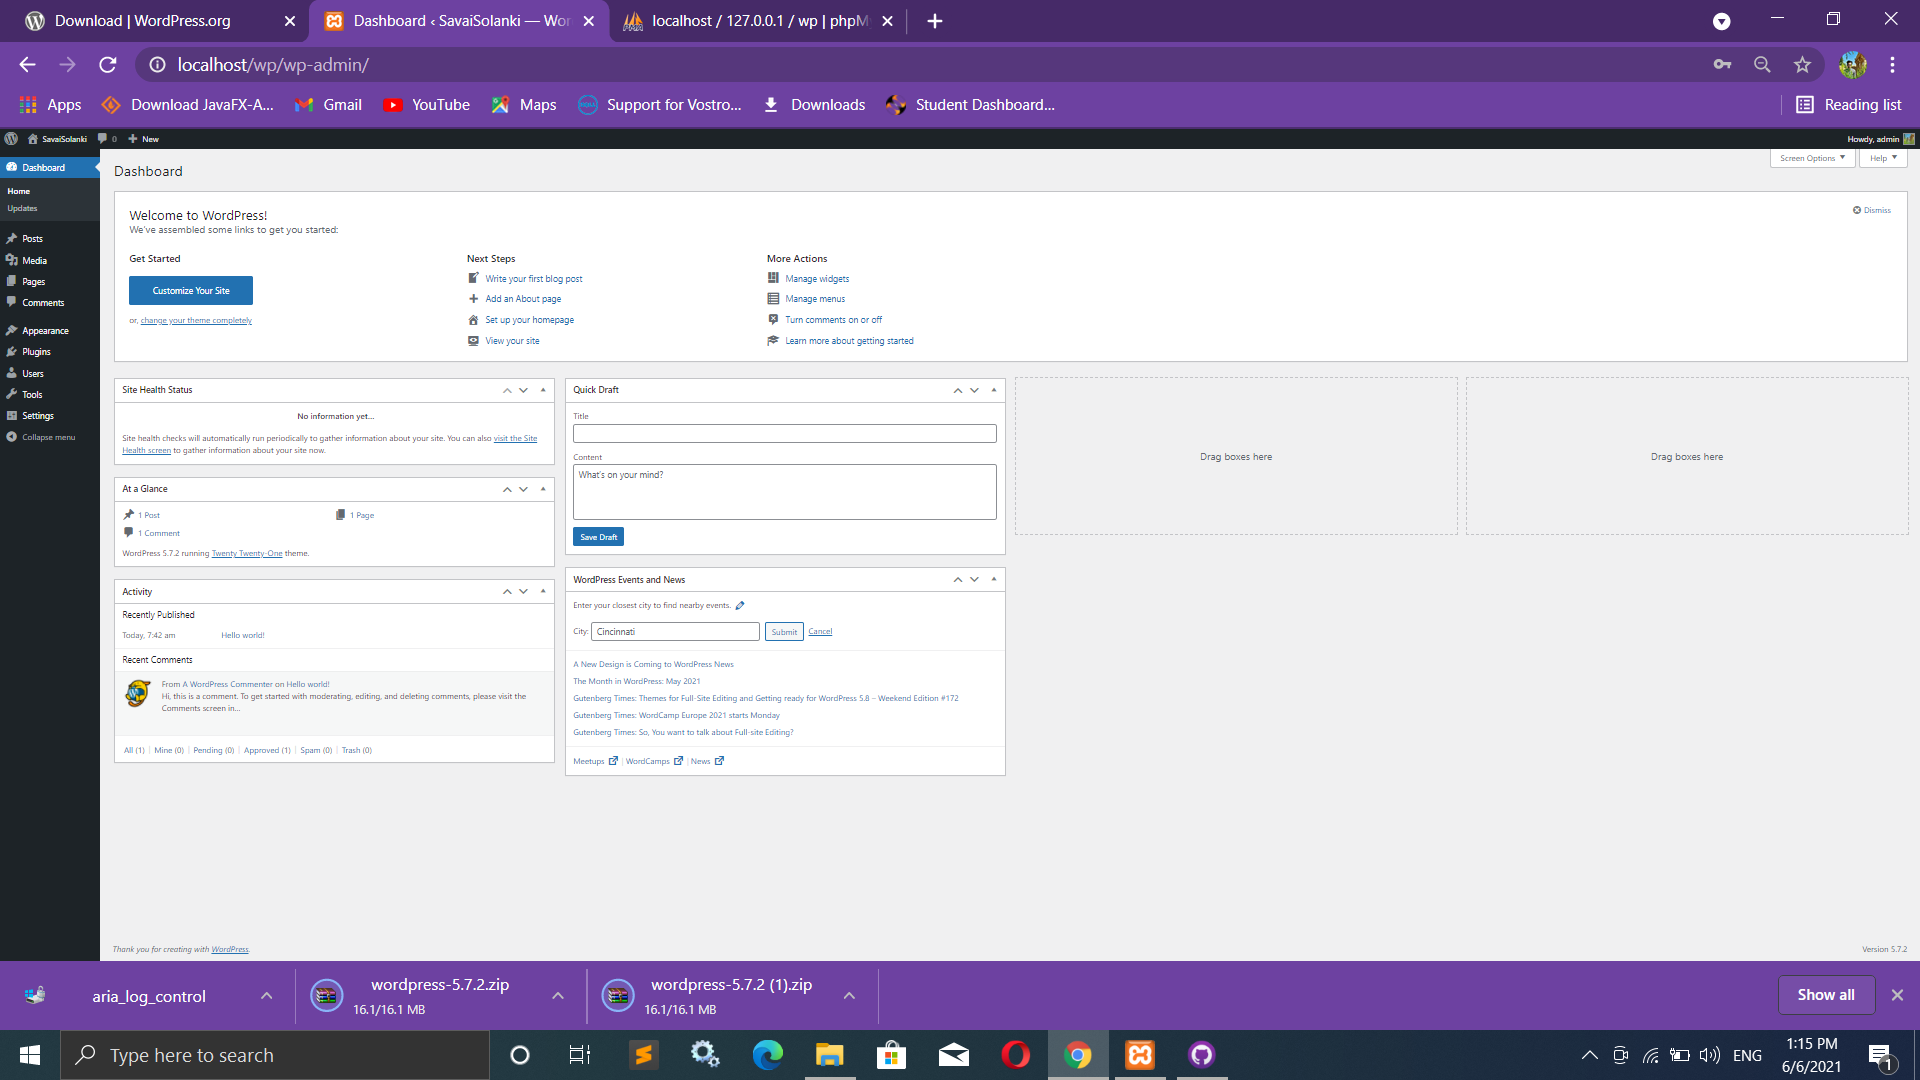 Download | WordPress.org
Dashboard ‹ SavaiSolanki — Wor
localhost / 127.0.0.1 / wp | phpMy
localhost/wp/wp-admin/
Apps
Download JavaFX-A...
Gmail
YouTube
Maps
Support for Vostro...
Downloads
Student Dashboard...
Reading list
SavaiSolanki
0
New
Howdy, admin
Dashboard
Home
Updates
Posts
Media
Pages
Comments
Appearance
Plugins
Users
Tools
Settings
Collapse menu
Dashboard
Screen Options
Help
Welcome to WordPress!
We've assembled some links to get you started:
Dismiss
Get Started
Customize Your Site
or, change your theme completely
Next Steps
Write your first blog post
Add an About page
Set up your homepage
View your site
More Actions
Manage widgets
Manage menus
Turn comments on or off
Learn more about getting started
Site Health Status
No information yet...
Site health checks will automatically run periodically to gather information about your site. You can also visit the Site
Health screen to gather information about your site now.
At a Glance
1 Post
1 Page
1 Comment
WordPress 5.7.2 running Twenty Twenty-One theme.
Activity
Recently Published
Today, 7:42 am
Hello world!
Recent Comments
From A WordPress Commenter on Hello world!
Hi, this is a comment. To get started with moderating, editing, and deleting comments, please visit the
Comments screen in...
All (1) | Mine (0) | Pending (0) | Approved (1) | Spam (0) | Trash (0)
Quick Draft
Title
Content
What's on your mind?
Save Draft
WordPress Events and News
Enter your closest city to find nearby events.
City:
Cincinnati
Submit
Cancel
A New Design is Coming to WordPress News
The Month in WordPress: May 2021
Gutenberg Times: Themes for Full-Site Editing and Getting ready for WordPress 5.8 – Weekend Edition #172
Gutenberg Times: WordCamp Europe 2021 starts Monday
Gutenberg Times: So, You want to talk about Full-site Editing?
Meetups | WordCamps | News
Drag boxes here
Drag boxes here
Thank you for creating with WordPress.
Version 5.7.2
aria_log_control
wordpress-5.7.2.zip
16.1/16.1 MB
wordpress-5.7.2 (1).zip
16.1/16.1 MB
Show all
Type here to search
ENG
1:15 PM
6/6/2021
1